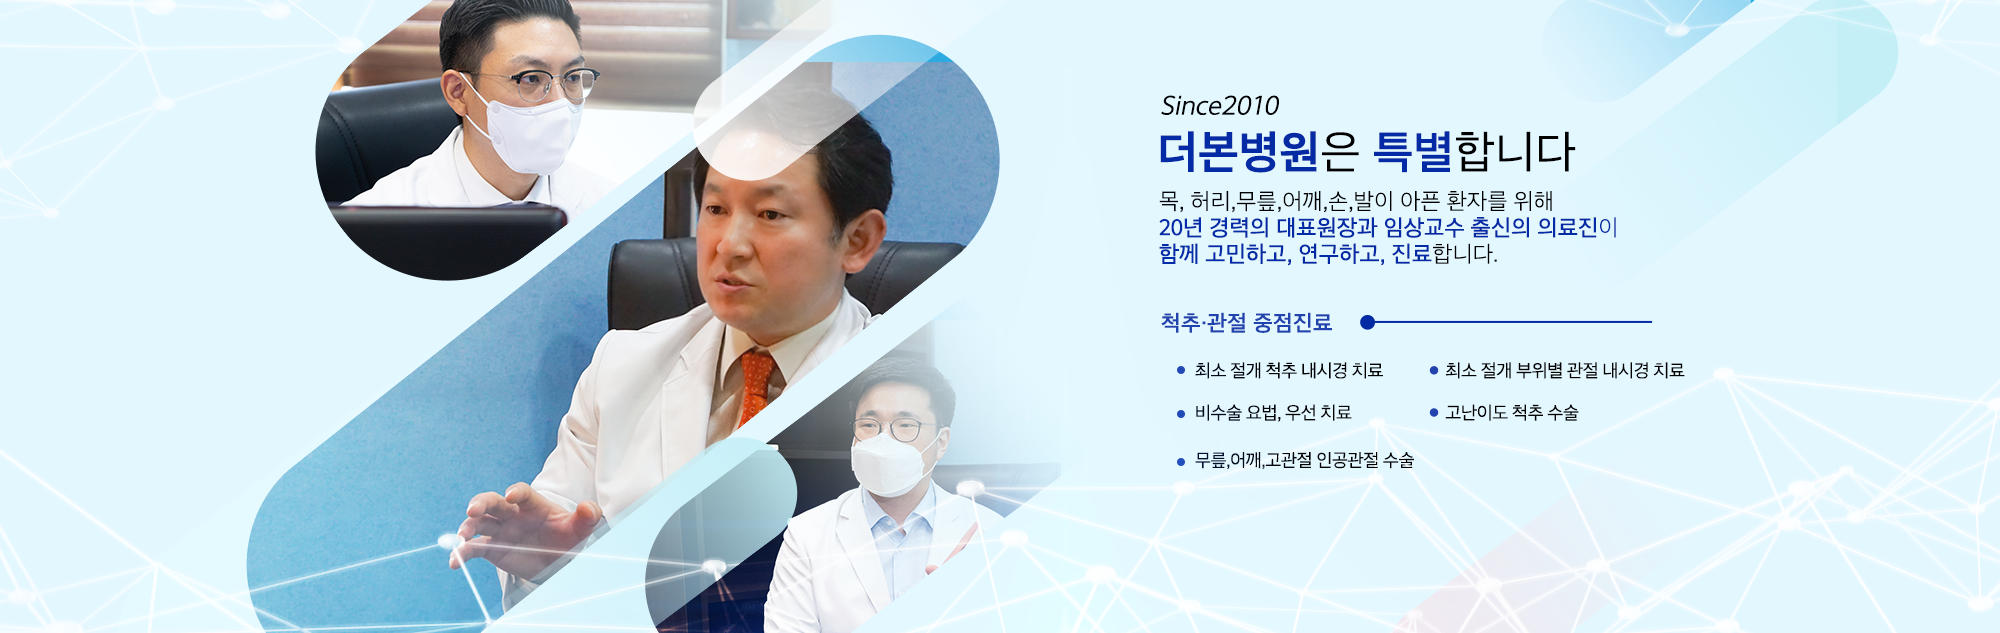 Since2010
더본병원은 특별합니다
목, 허리,무릎,어깨,손,발이 아픈 환자를 위해
20년 경력의 대표원장과 임상교수 출신의 의료진이
함께 고민하고, 연구하고, 진료합니다.
척추·관절 중점진료
최소 절개 척추 내시경 치료
최소 절개 부위별 관절 내시경 치료
비수술 요법, 우선 치료
고난이도 척추 수술
무릎,어깨,고관절 인공관절 수술